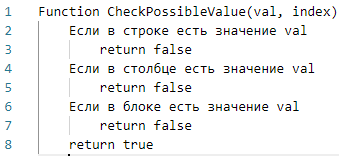 1 Function CheckPossibleValue(val, index)
2     Если в строке есть значение val
3         return false
4     Если в столбце есть значение val
5         return false
6     Если в блоке есть значение val
7         return false
8     return true